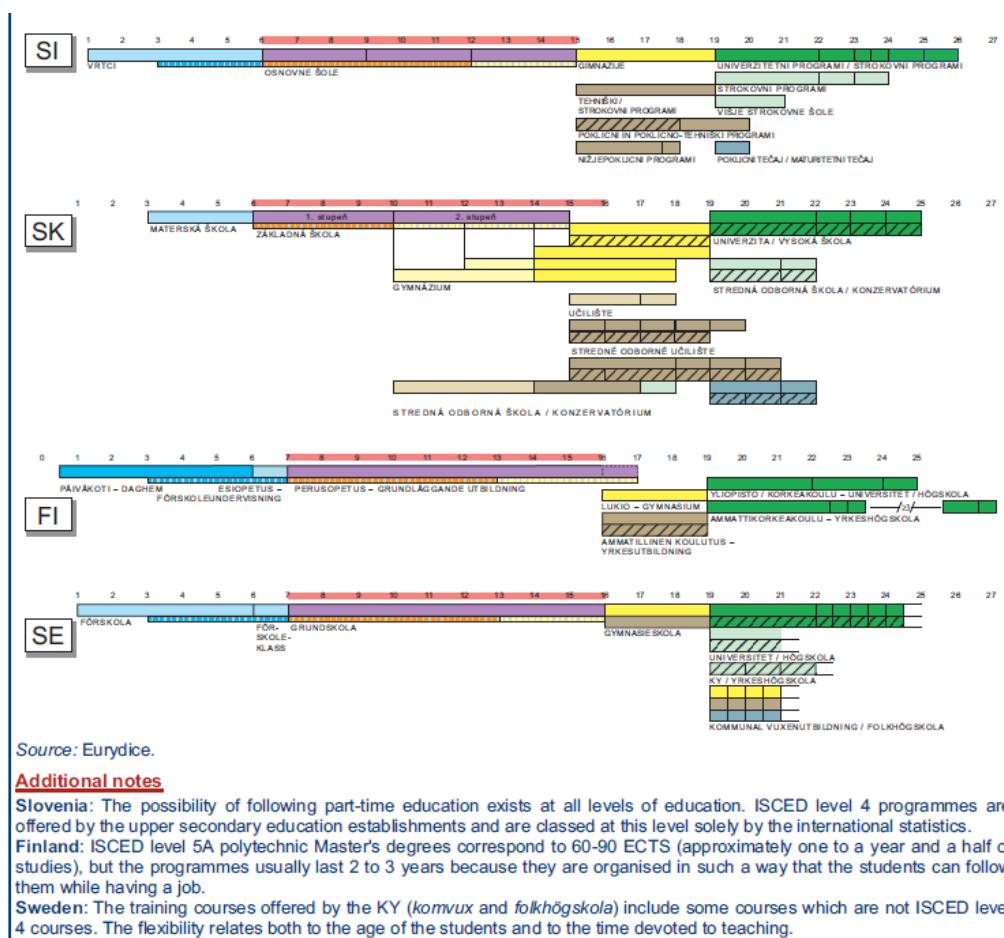 1 2 3 4 5 6 7 8 9 10 11 12 13 14 15 16 17 18 19 20 21 22 23 24 25 26 27
SI
VRTCI OSNOVNE ŠOLE GIMNAZIJE UNIVERZITETNI PROGRAMI / STROKOVNI PROGRAMI
STROKOVNI PROGRAMI
TEHNIŠKI /
STROKOVNI PROGRAMI
VIŠJE STROKOVNE ŠOLE
POKLICNI IN POKLICNO-TEHNIŠKI PROGRAMI
NIŽJEPOKLICNI PROGRAMI POKLICNI TEČAJ / MATURITETNI TEČAJ
1 2 3 4 5 6 7 8 9 10 11 12 13 14 15 16 17 18 19 20 21 22 23 24 25 26 27
SK
1. stupeň 2. stupeň
MATERSKÁ ŠKOLA ZÁKLADNÁ ŠKOLA UNIVERZITA / VYSOKÁ ŠKOLA
GYMNÁZIUM STREDNÁ ODBORNÁ ŠKOLA / KONZERVATÓRIUM
UČILIŠTE
STREDNÉ ODBORNÉ UČILIŠTE
STREDNÁ ODBORNÁ ŠKOLA / KONZERVATÓRIUM
0 1 2 3 4 5 6 7 8 9 10 11 12 13 14 15 16 17 18 19 20 21 22 23 24 25
FI
PÄIVÄKOTI – DAGHEM ESIOPETUS – FÖRSKOLEUNDERVISNING PERUSOPETUS – GRUNDLÄGGANDE UTBILDNING YLIOPISTO / KORKEAKOULU – UNIVERSITET / HÖGSKOLA
LUKIO – GYMNASIUM
≥3
AMMATTIKORKEAKOULU – YRKESHÖGSKOLA
AMMATILLINEN KOULUTUS –
YRKESUTBILDNING
1 2 3 4 5 6 7 8 9 10 11 12 13 14 15 16 17 18 19 20 21 22 23 24 25 26 27
SE
FÖRSKOLA FÖR-
SKOLE-
KLASS
GRUNDSKOLA GYMNASIESKOLA
UNIVERSITET / HÖGSKOLA
KY / YRKESHÖGSKOLA
KOMMUNAL VUXENUTBILDNING / FOLKHÖGSKOLA
Source: Eurydice.
Additional notes
Slovenia: The possibility of following part-time education exists at all levels of education. ISCED level 4 programmes are
offered by the upper secondary education establishments and are classed at this level solely by the international statistics.
Finland: ISCED level 5A polytechnic Master's degrees correspond to 60-90 ECTS (approximately one to a year and a half o
studies), but the programmes usually last 2 to 3 years because they are organised in such a way that the students can follow
them while having a job.
Sweden: The training courses offered by the KY (komvux and folkhögskola) include some courses which are not ISCED leve
4 courses. The flexibility relates both to the age of the students and to the time devoted to teaching.